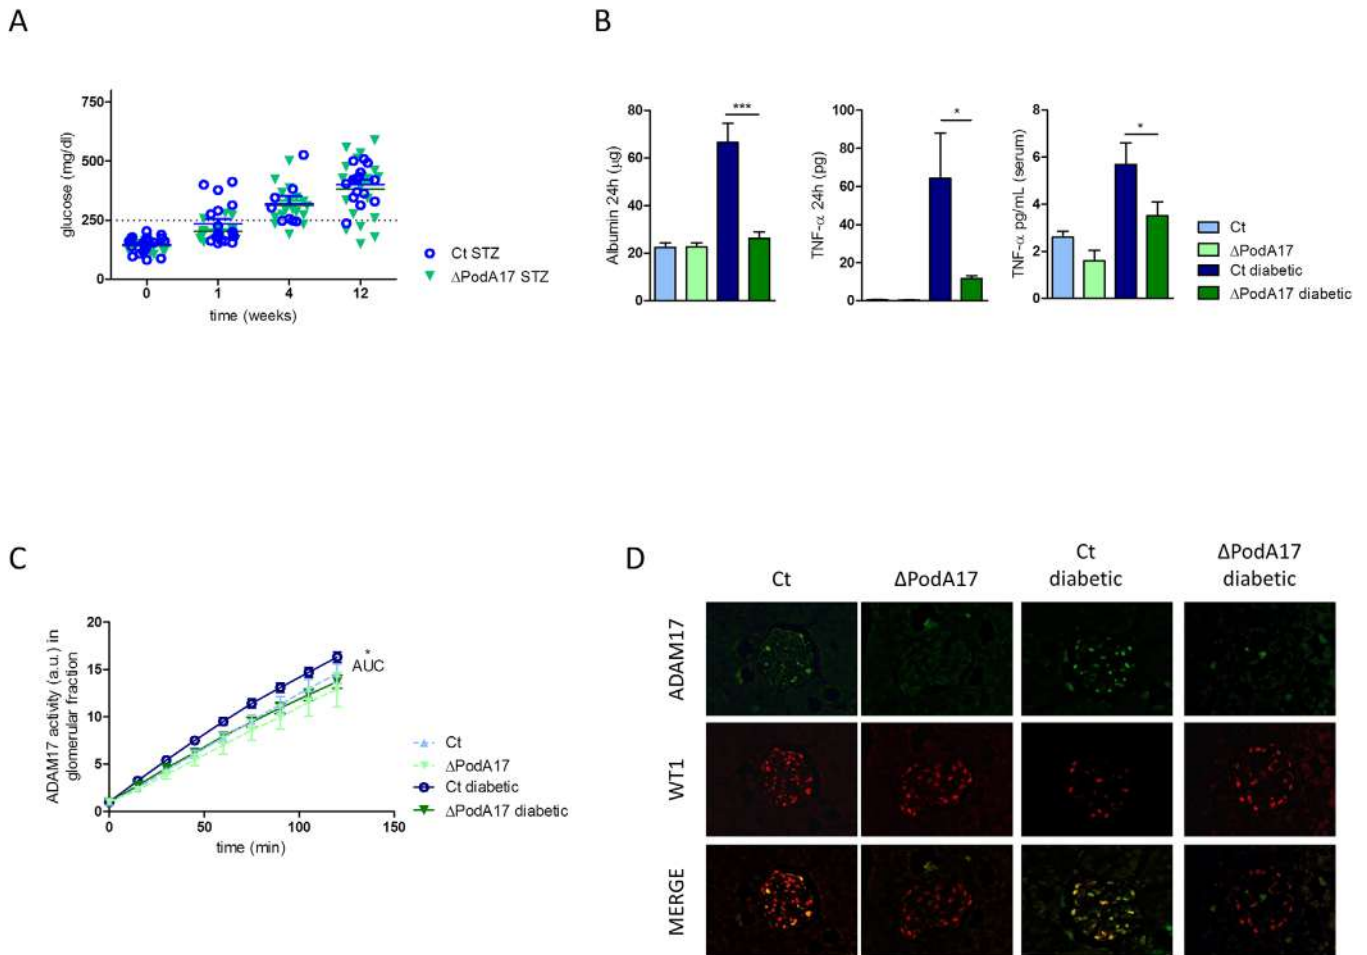 A
750
500
250
0
glucose (mg/dl)
0 1 4 12
time (weeks)
Ct STZ
ΔPodA17 STZ
B
80
60
40
20
0
Albumin 24h (µg)
***
100
80
60
40
20
0
TNF-α 24h (pg)
*
8
6
4
2
0
TNF-α pg/mL (serum)
*
Ct
ΔPodA17
Ct diabetic
ΔPodA17 diabetic
C
20
15
10
5
0
ADAM17 activity (a.u.) in
glomerular fraction
0 50 100 150
time (min)
*
AUC
Ct
ΔPodA17
Ct diabetic
ΔPodA17 diabetic
D
Ct
ΔPodA17
Ct
diabetic
ΔPodA17
diabetic
ADAM17
WT1
MERGE